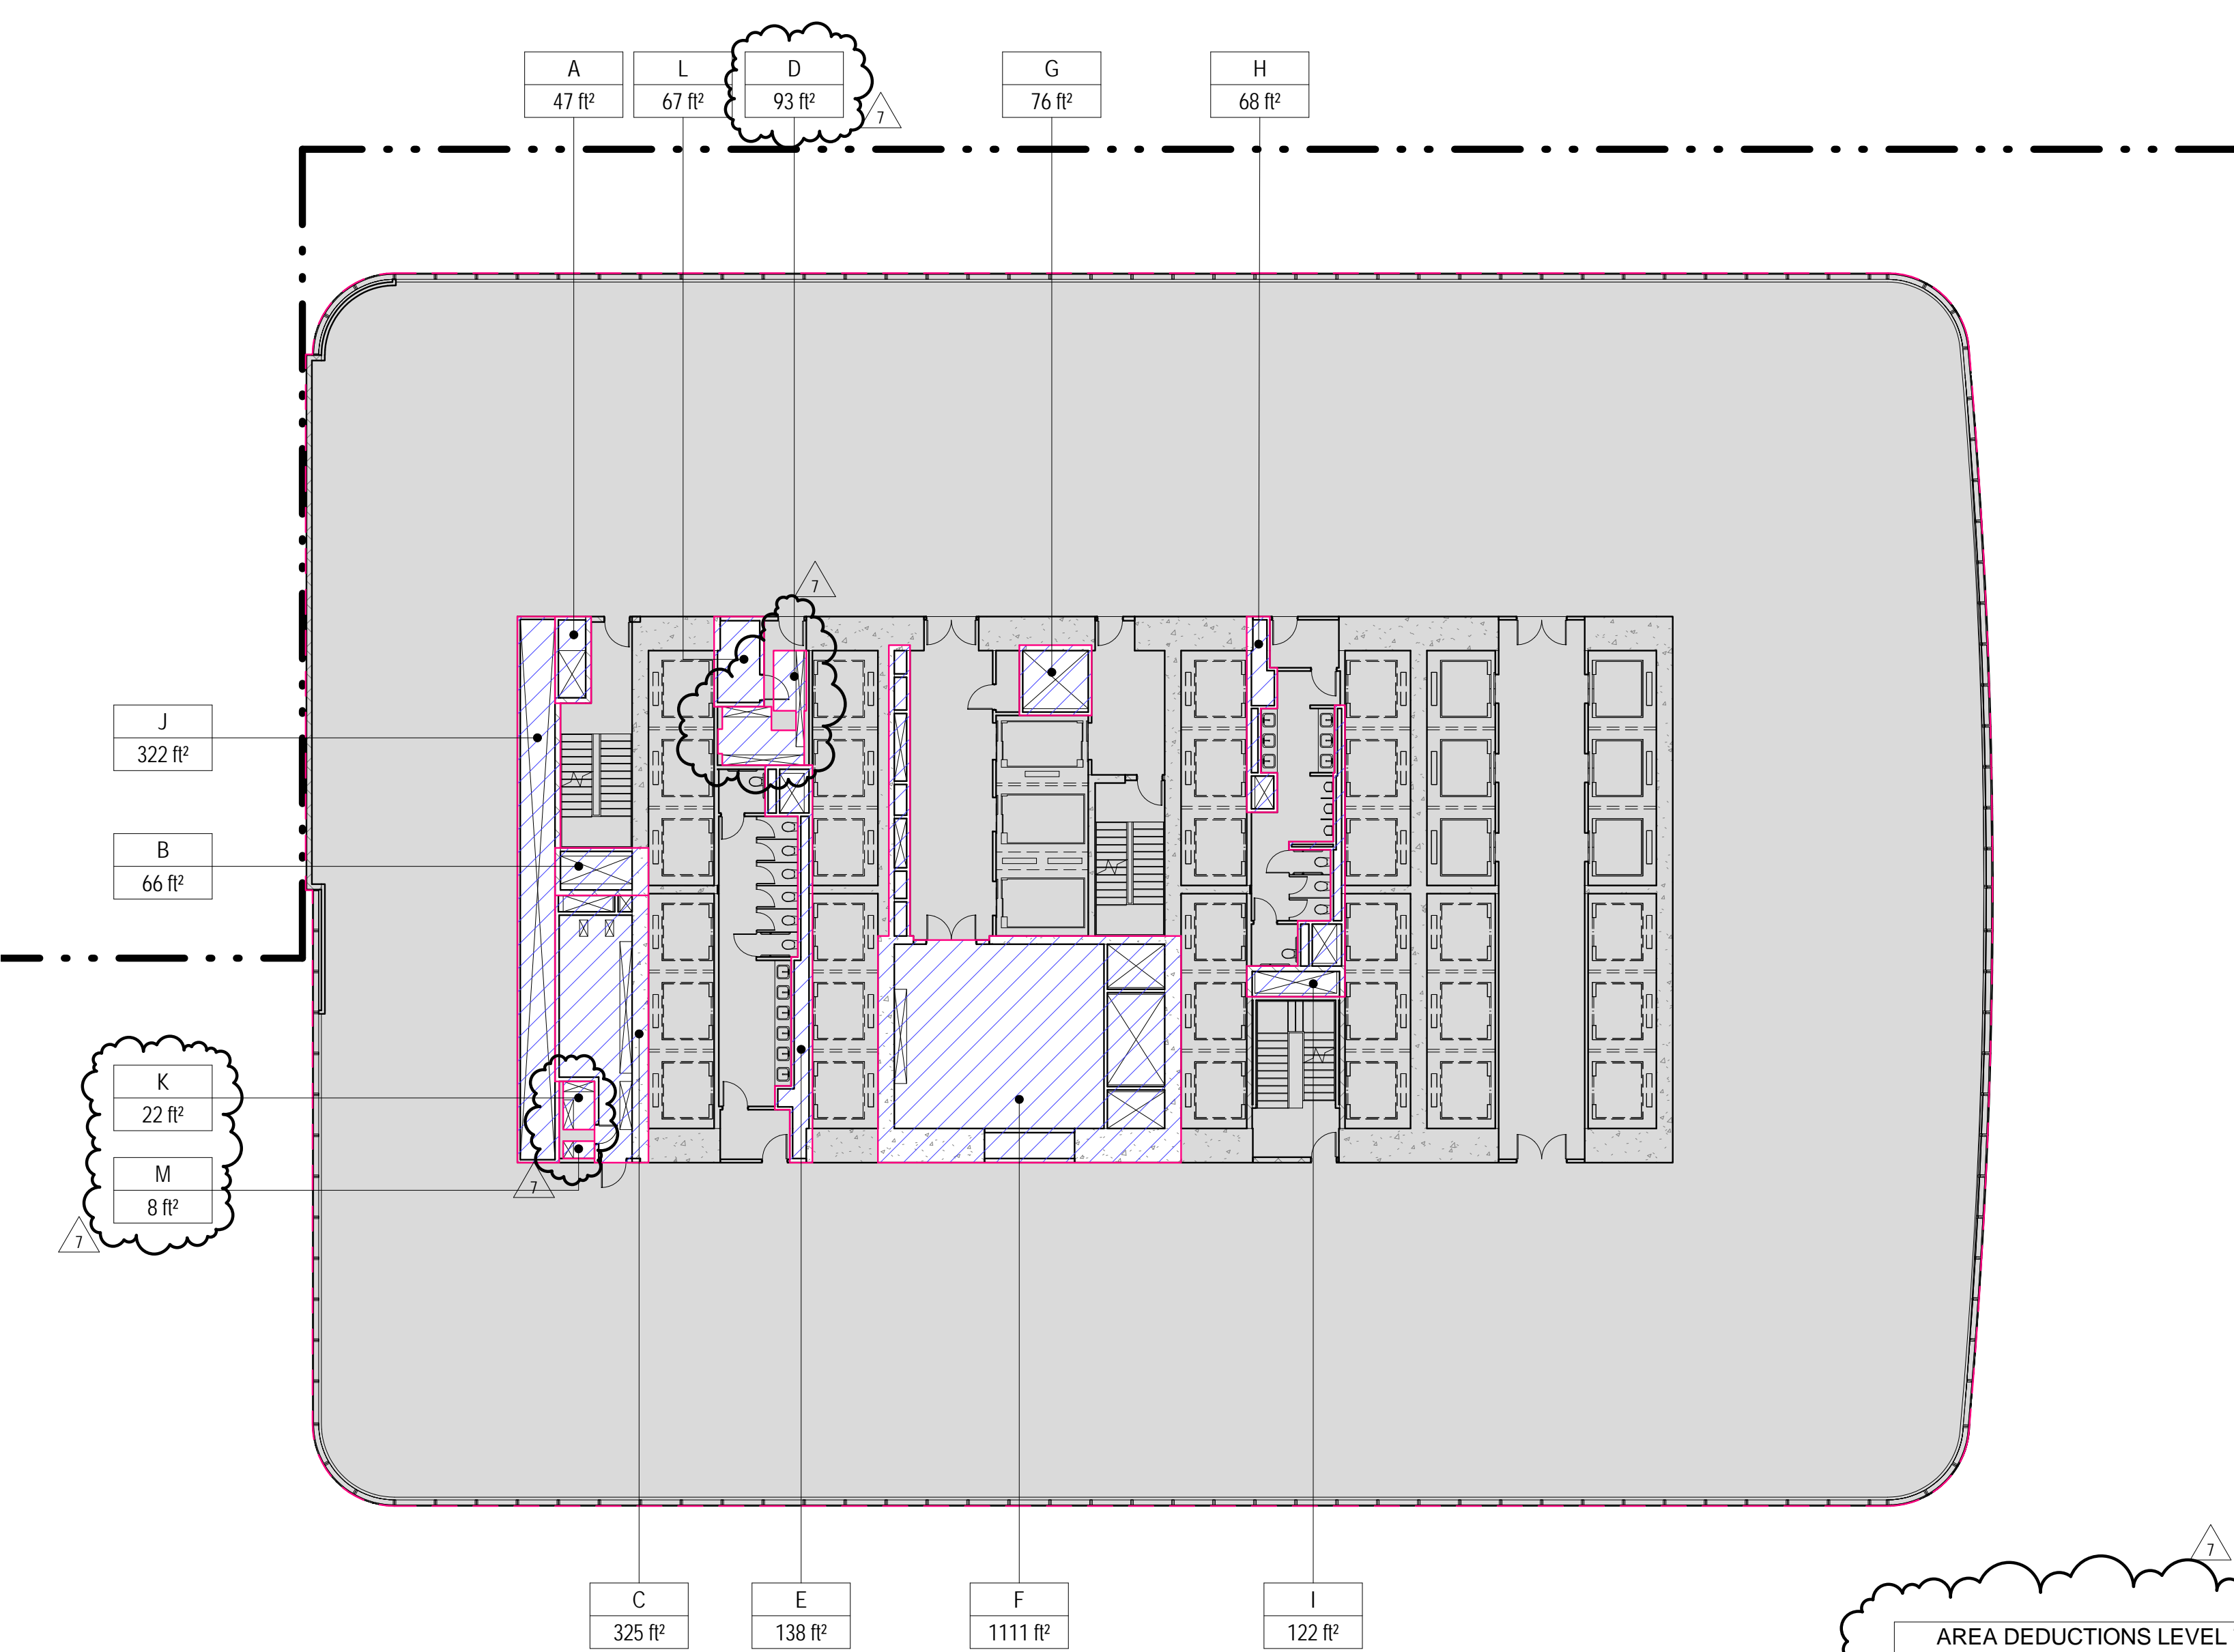 A
47 ft²
L
67 ft²
D
93 ft²
7
G
76 ft²
H
68 ft²
7
J
322 ft²
B
66 ft²
K
22 ft²
M
8 ft²
7
7
C
325 ft²
E
138 ft²
F
1111 ft²
I
122 ft²
7
AREA DEDUCTIONS LEVEL